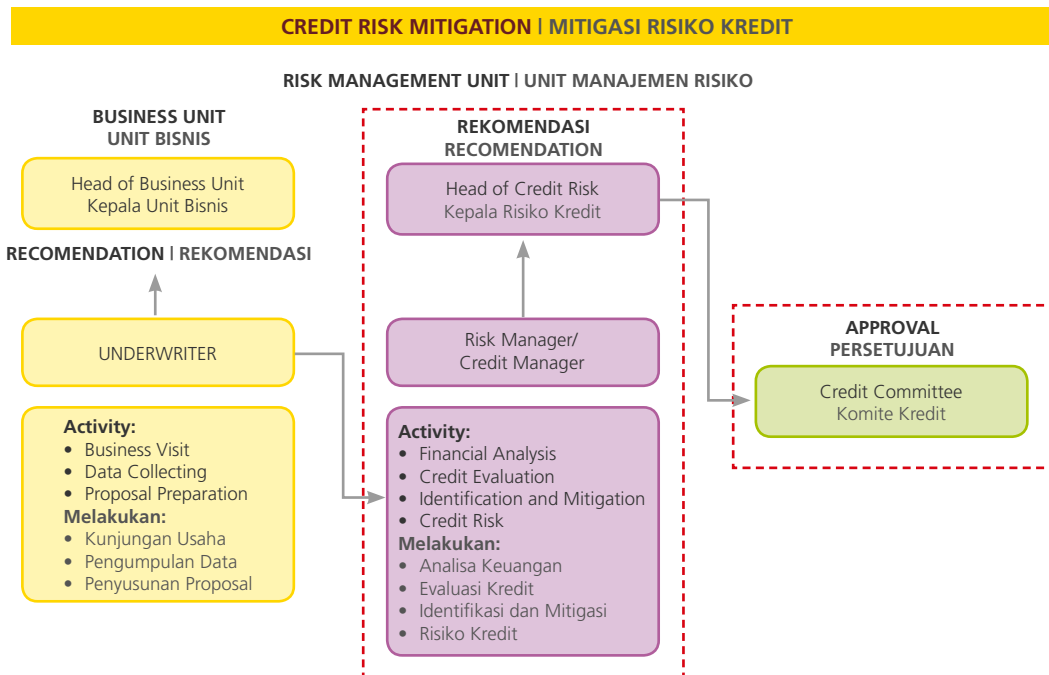 CREDIT RISK MITIGATION | MITIGASI RISIKO KREDIT
RISK MANAGEMENT UNIT | UNIT MANAJEMEN RISIKO
BUSINESS UNIT
UNIT BISNIS
Head of Business Unit
Kepala Unit Bisnis
RECOMENDATION | REKOMENDASI
UNDERWRITER
Activity:
• Business Visit
• Data Collecting
• Proposal Preparation
Melakukan:
• Kunjungan Usaha
• Pengumpulan Data
• Penyusunan Proposal
REKOMENDASI
RECOMENDATION
Head of Credit Risk
Kepala Risiko Kredit
Risk Manager/
Credit Manager
Activity:
• Financial Analysis
• Credit Evaluation
• Identification and Mitigation
• Credit Risk
Melakukan:
• Analisa Keuangan
• Evaluasi Kredit
• Identifikasi dan Mitigasi
• Risiko Kredit
APPROVAL
PERSETUJUAN
Credit Committee
Komite Kredit